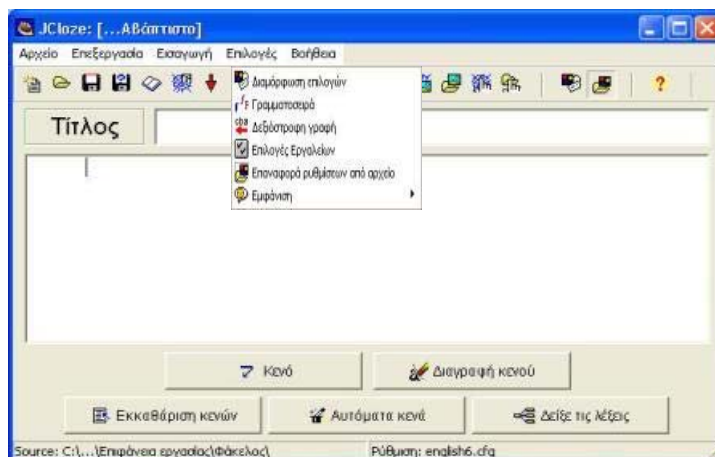 JCloze: [...Αβάπτιστο]
Αρχείο Επεξεργασία Εισαγωγή Επιλογές Βοήθεια
Διαμόρφωση επιλογών
Γραμματοσειρά
Δεξιόστροφη γραφή
Επιλογές Εργαλείων
Επαναφορά ρυθμίσεων από αρχείο
Εμφάνιση
Τίτλος
Κενό Διαγραφή κενού
Εκκαθάριση κενών Αυτόματα κενά Δείξε τις λέξεις
Source: C:\...\Επιφάνεια εργασίας\Φάκελος\ Ρύθμιση: english6.cfg